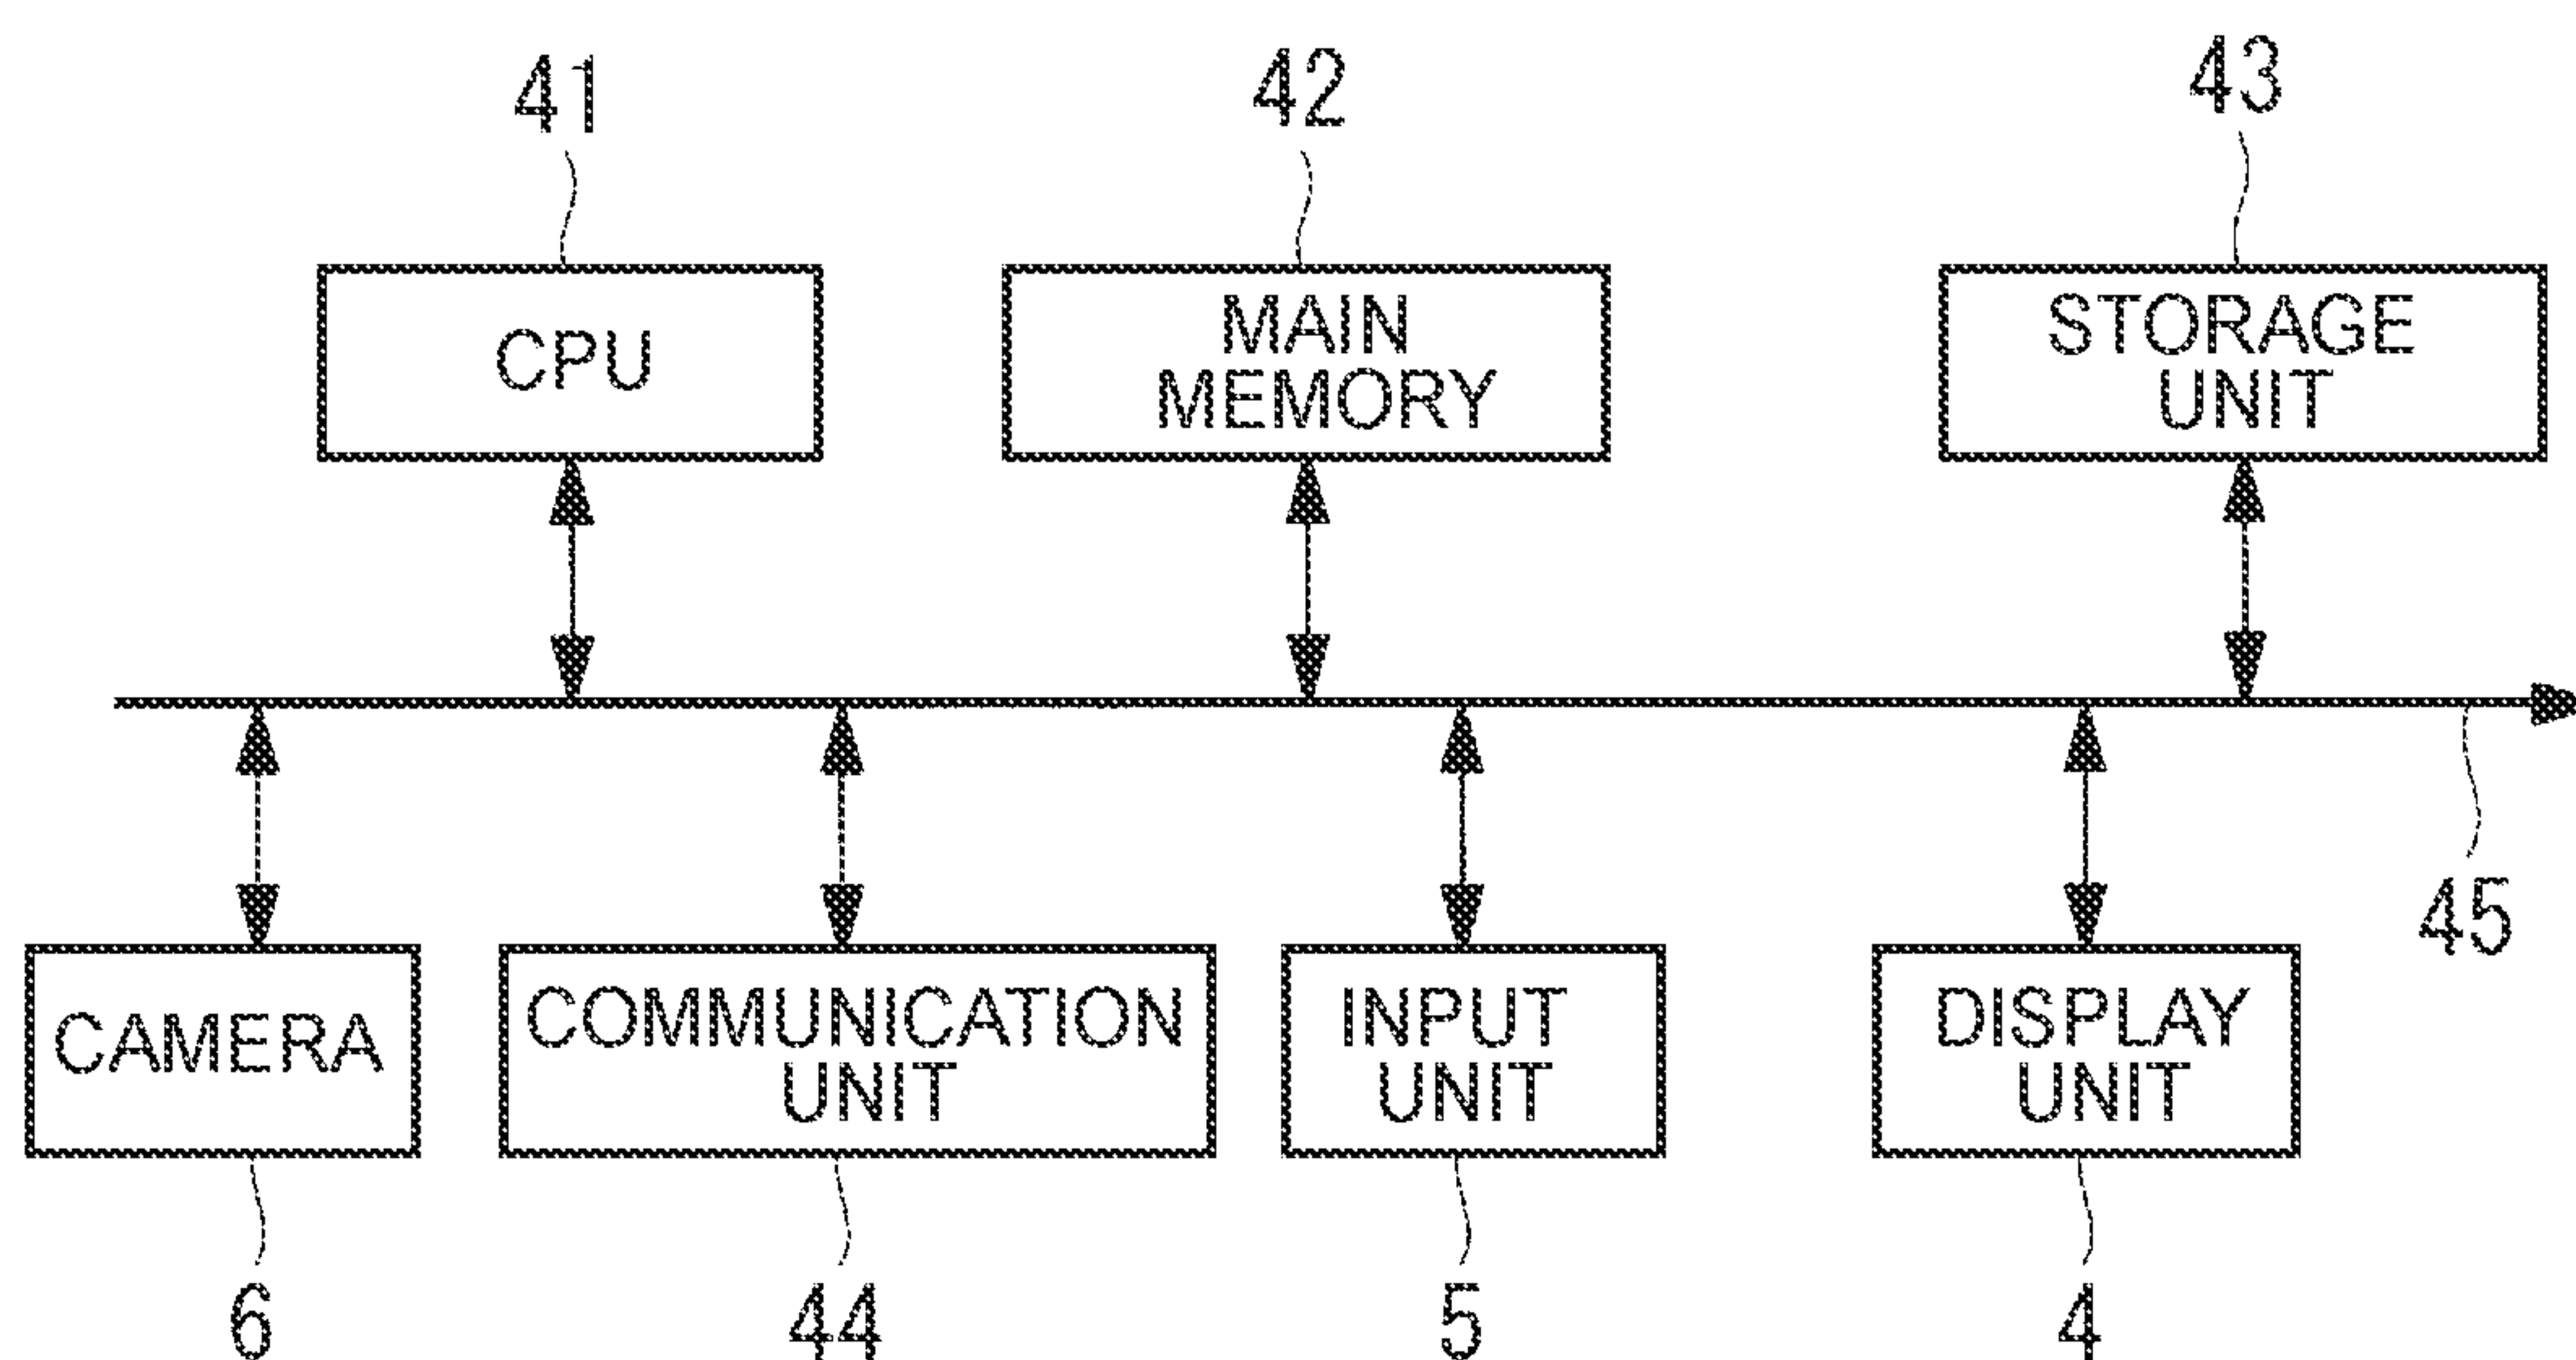 41
42
43
CPU
MAIN
MEMORY
STORAGE
UNIT
45
CAMERA
COMMUNICATION
UNIT
INPUT
UNIT
DISPLAY
UNIT
6
44
5
4